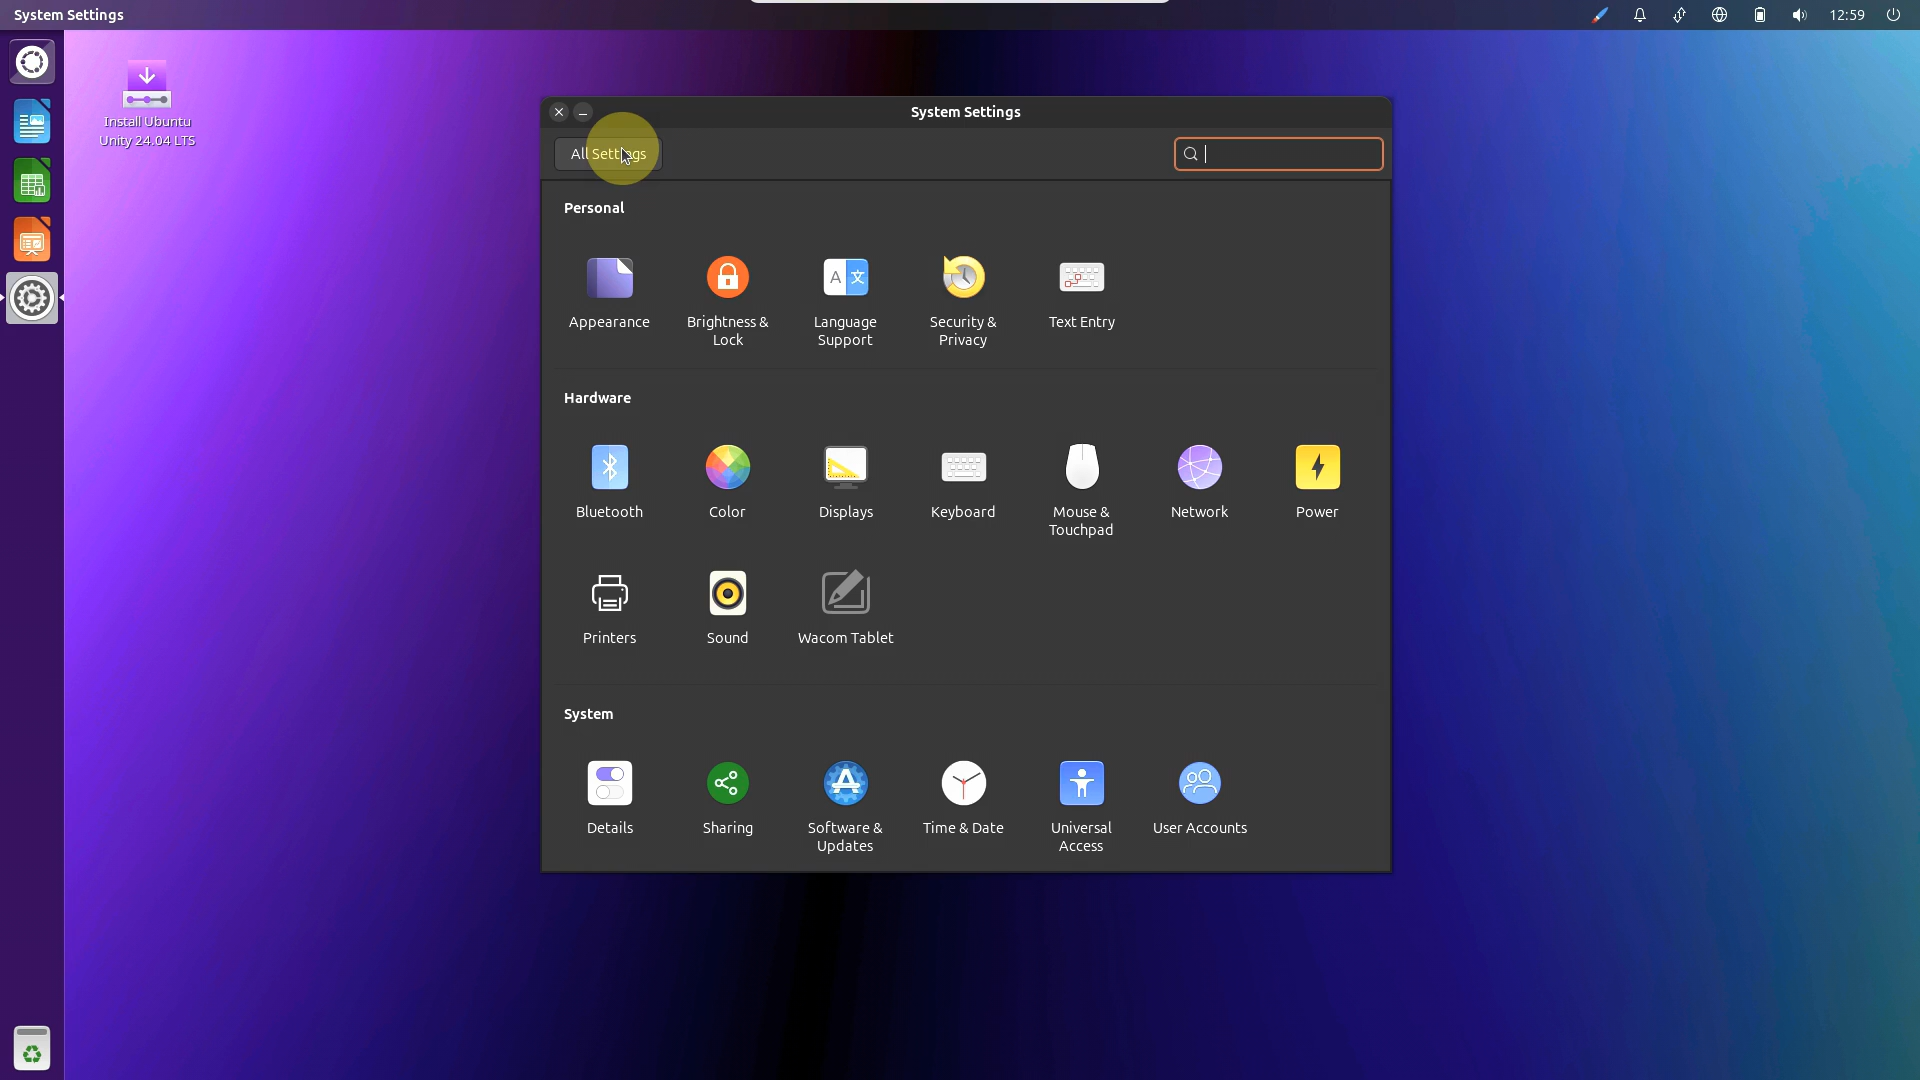 System Settings
12:59
Install Ubuntu
Unity 24.04 LTS
System Settings
All Settings
Personal
Appearance
Brightness &
Lock
Language
Support
Security &
Privacy
Text Entry
Hardware
Bluetooth
Color
Displays
Keyboard
Mouse &
Touchpad
Network
Power
Printers
Sound
Wacom Tablet
System
Details
Sharing
Software &
Updates
Time & Date
Universal
Access
User Accounts